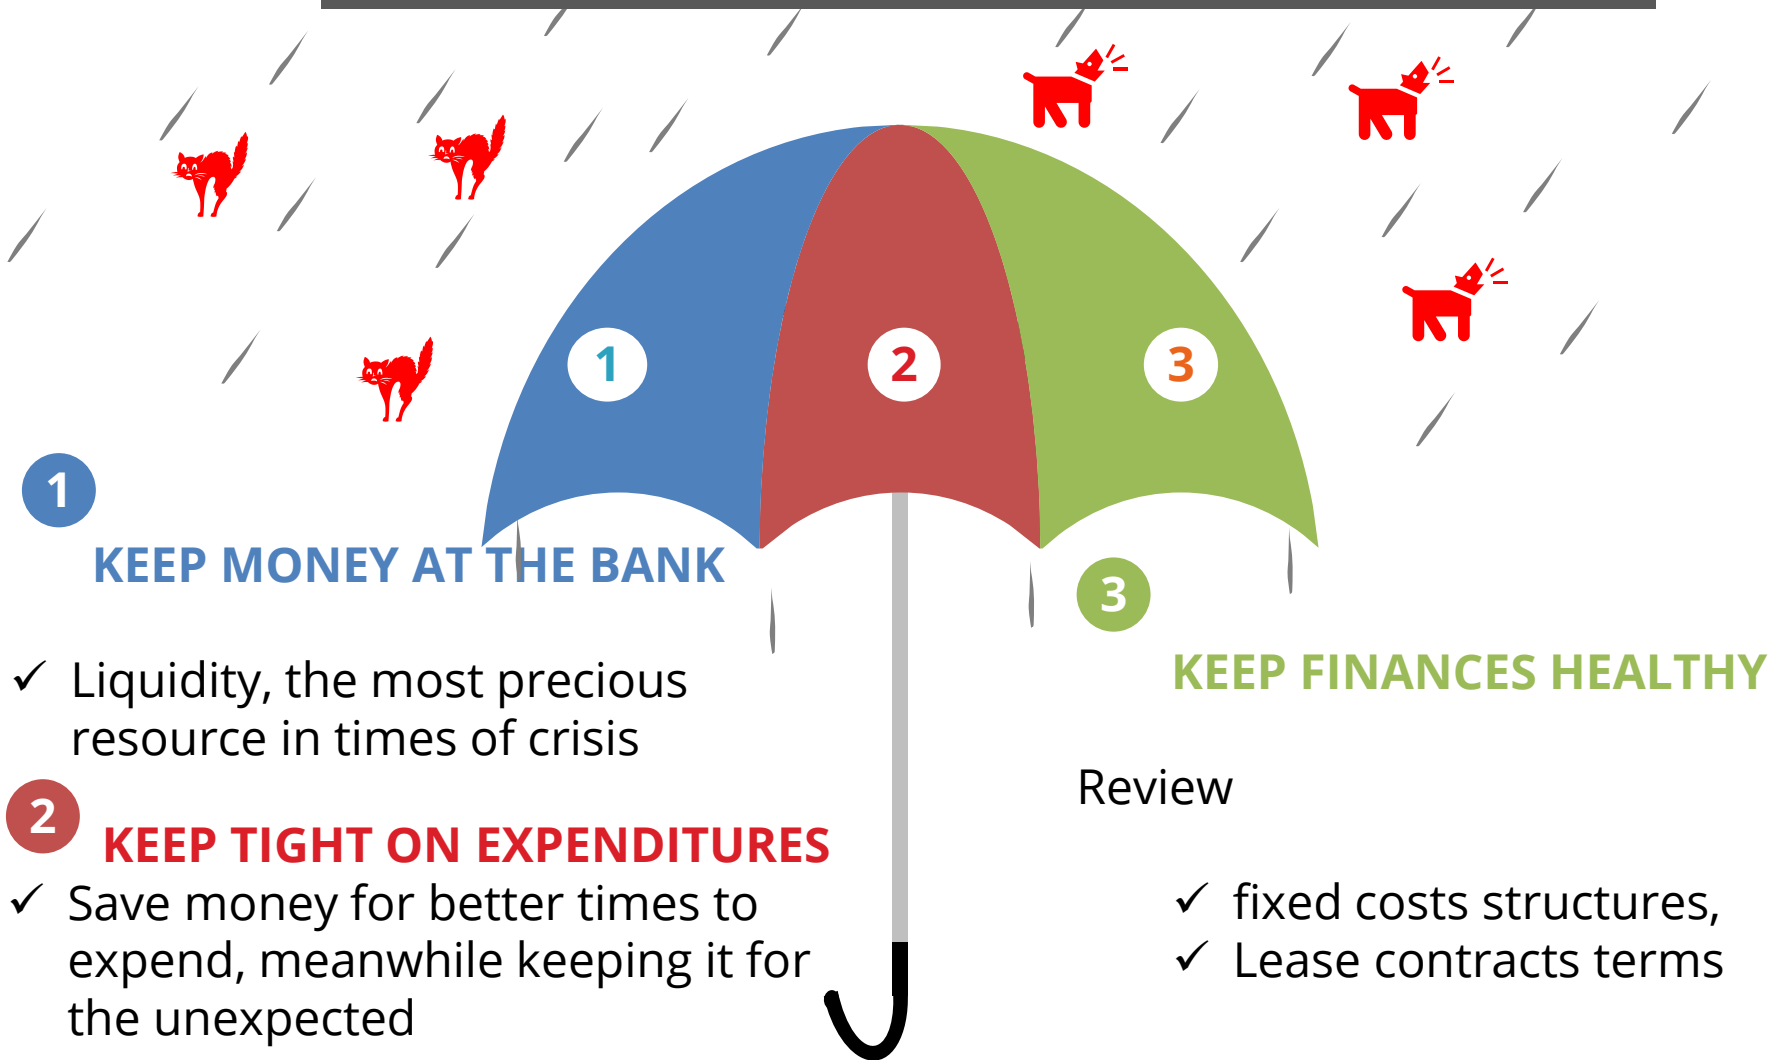 1
2
3
1
KEEP MONEY AT THE BANK
✓ Liquidity, the most precious
resource in times of crisis
2
KEEP TIGHT ON EXPENDITURES
✓ Save money for better times to
expend, meanwhile keeping it for
the unexpected
3
KEEP FINANCES HEALTHY
Review
✓ fixed costs structures,
✓ Lease contracts terms